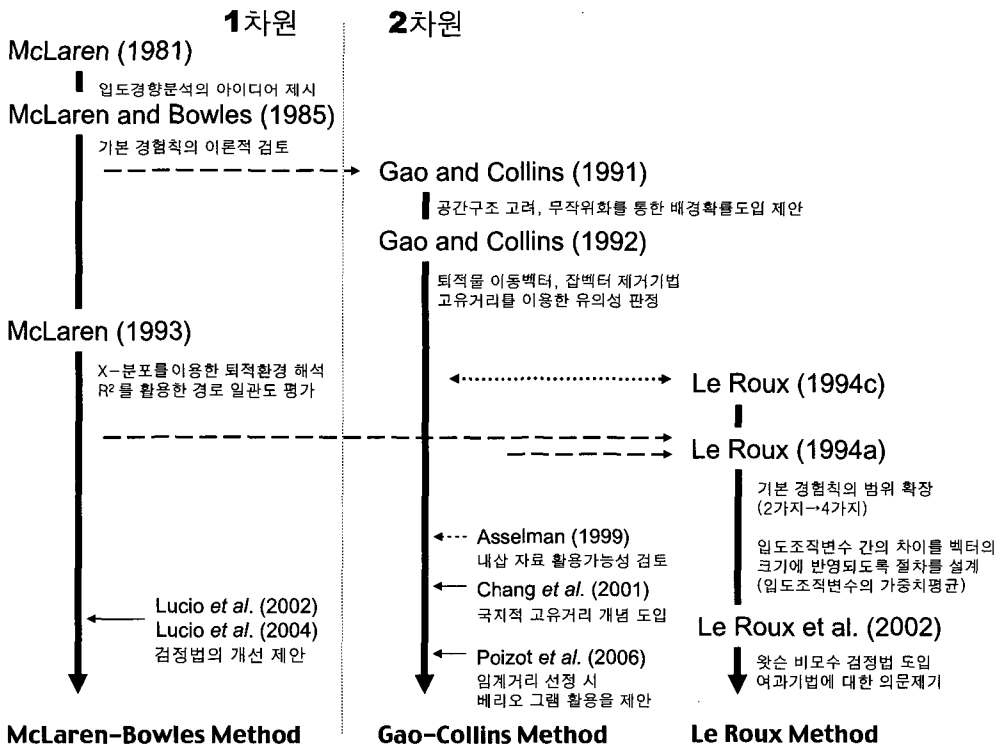 1차원
2차원
McLaren (1981)
입도경향분석의 아이디어 제시
McLaren and Bowles (1985)
기본 경험칙의 이론적 검토
Gao and Collins (1991)
공간구조 고려, 무작위화를 통한 배경확률도입 제안
Gao and Collins (1992)
퇴적물 이동벡터, 잡벡터 제거기법
고유거리를 이용한 유의성 판정
McLaren (1993)
X-분포를이용한 퇴적환경 해석
R²를 활용한 경로 일관도 평가
Le Roux (1994c)
Le Roux (1994a)
기본 경험칙의 범위 확장
(2가지→4가지)
입도조직변수 간의 차이를 벡터의
크기에 반영되도록 절차를 설계
(입도조직변수의 가중치평균)
Asselman (1999)
내삽 자료 활용가능성 검토
Chang et al. (2001)
국지적 고유거리 개념 도입
Lucio et al. (2002)
Lucio et al. (2004)
검정법의 개선 제안
Poizot et al. (2006)
임계거리 선정 시
베리오 그램 활용을 제안
Le Roux et al. (2002)
왓슨 비모수 검정법 도입
여과기법에 대한 의문제기
McLaren-Bowles Method
Gao-Collins Method
Le Roux Method